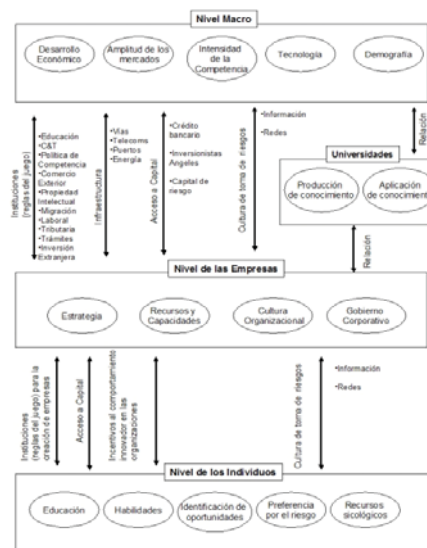 Nivel Macro
Desarrollo
Económico
Amplitud de los
mercados
Intensidad
de la
Competencia
Tecnología
Demografía
Instituciones
(reglas del juego)
•Educación
•C&T
•Política de
Competencia
•Comercio
Exterior
•Propiedad
Intelectual
•Migración
•Laboral
•Tributaria
•Trámites
•Inversión
Extranjera
Infraestructura
•Vías
•Telecoms
•Puertos
•Energía
Acceso a Capital
•Crédito
bancario
•Inversionistas
Angeles
•Capital de
riesgo
Cultura de toma de riesgos
•Información
•Redes
Relación
Universidades
Producción
de conocimiento
Aplicación
de conocimiento
Relación
Nivel de las Empresas
Estrategia
Recursos y
Capacidades
Cultura
Organizacional
Gobierno
Corporativo
Instituciones
(reglas del juego) para la
creación de empresas
Acceso a Capital
Incentivos al comportamiento
innovador en las
organizaciones
Cultura de toma de riesgos
•Información
•Redes
Nivel de los Individuos
Educación
Habilidades
Identificación de
oportunidades
Preferencia
por el riesgo
Recursos
sicológicos